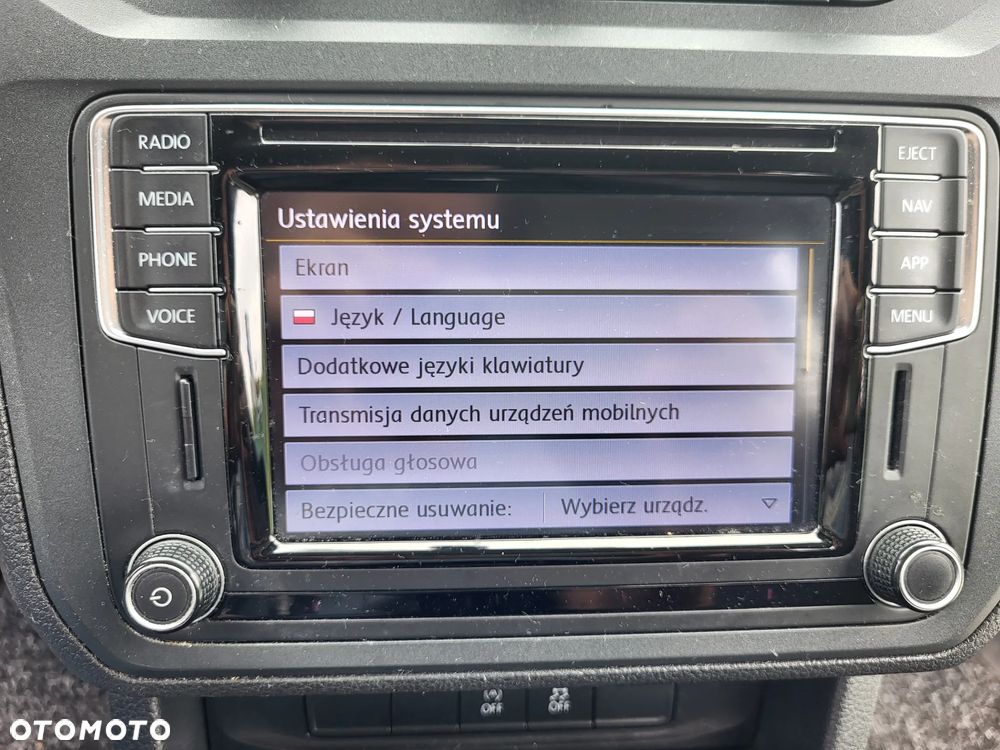 RADIO
MEDIA
PHONE
VOICE
EJECT
NAV
APP
MENU
Ustawienia systemu
Ekran
Język / Language
Dodatkowe języki klawiatury
Transmisja danych urządzeń mobilnych
Obsługa głosowa
Bezpieczne usuwanie: Wybierz urządz.
OFF OFF
OTOMOTO